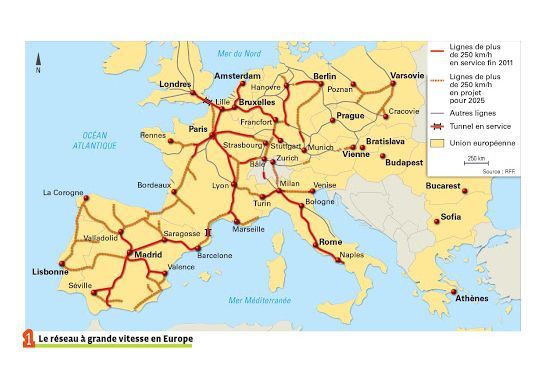 Mer du Nord
N
Amsterdam
Londres
Hanovre
Berlin
Varsovie
Poznan
Lille
Bruxelles
Francfort
Prague
Cracovie
Paris
Rennes
Strasbourg
Stuttgart
Munich
Vienne
Bratislava
Budapest
OCÉAN
ATLANTIQUE
Bâle
Zurich
Bordeaux
Lyon
Milan
Venise
Turin
Bologne
La Corogne
Marseille
Bucarest
Sofia
Valladolid
Saragosse
Madrid
Barcelone
Rome
Naples
Lisbonne
Valence
Séville
Mer Méditerranée
Athènes
Lignes de plus
de 250 km/h
en service fin 2011
Lignes de plus
de 250 km/h
en projet
pour 2025
Autres lignes
Tunnel en service
Union européenne
250 km
Source : RFF.
1 Le réseau à grande vitesse en Europe